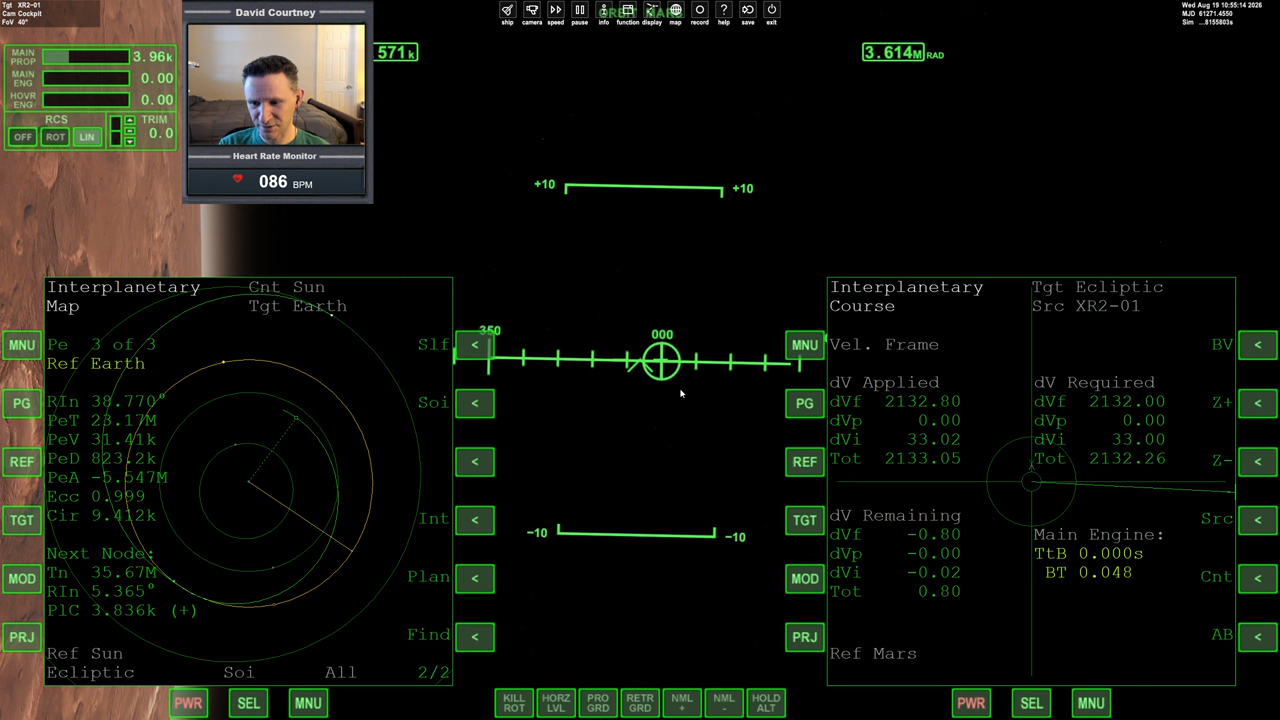 Tgt XR2-01
Cam Cockpit
FoV 40°
David Courtney
ORBIT MARS
ship camera speed pause info function display map record help save exit
Wed Aug 19 10:55:14 2026
MJD 61271.4550
Sim ...8155803s
MAIN PROP 3.96k
MAIN ENG 0.00
HOVR ENG 0.00
RCS TRIM
0.0
OFF ROT LIN
571k
3.614M RAD
Heart Rate Monitor
086 BPM
+10 +10
350 000
-10 -10
Interplanetary Cnt Sun
Map Tgt Earth
Pe 3 of 3
Ref Earth
RIn 38.770°
PeT 23.17M
PeV 31.41k
PeD 823.2k
PeA -5.547M
Ecc 0.999
Cir 9.412k
Next Node:
Tn 35.67M
RIn 5.365°
PlC 3.836k (+)
Ref Sun
Ecliptic Soi All 2/2
MNU
PG
REF
TGT
MOD
PRJ
Slf <
Soi <
<
Int <
Plan <
Find <
PWR SEL MNU
KILL ROT
HORZ LVL
PRO GRD
RETR GRD
NML +
NML -
HOLD ALT
Interplanetary Tgt Ecliptic
Course Src XR2-01
Vel. Frame
dV Applied dV Required
dVf 2132.80 dVf 2132.00
dVp 0.00 dVp 0.00
dVi 33.02 dVi 33.00
Tot 2133.05 Tot 2132.26
dV Remaining
dVf -0.80 Main Engine:
dVp -0.00 TtB 0.000s
dVi -0.02 BT 0.048
Tot 0.80
Ref Mars
MNU
PG
REF
TGT
MOD
PRJ
BV <
Z+ <
Z- <
Src <
Cnt <
AB <
PWR SEL MNU